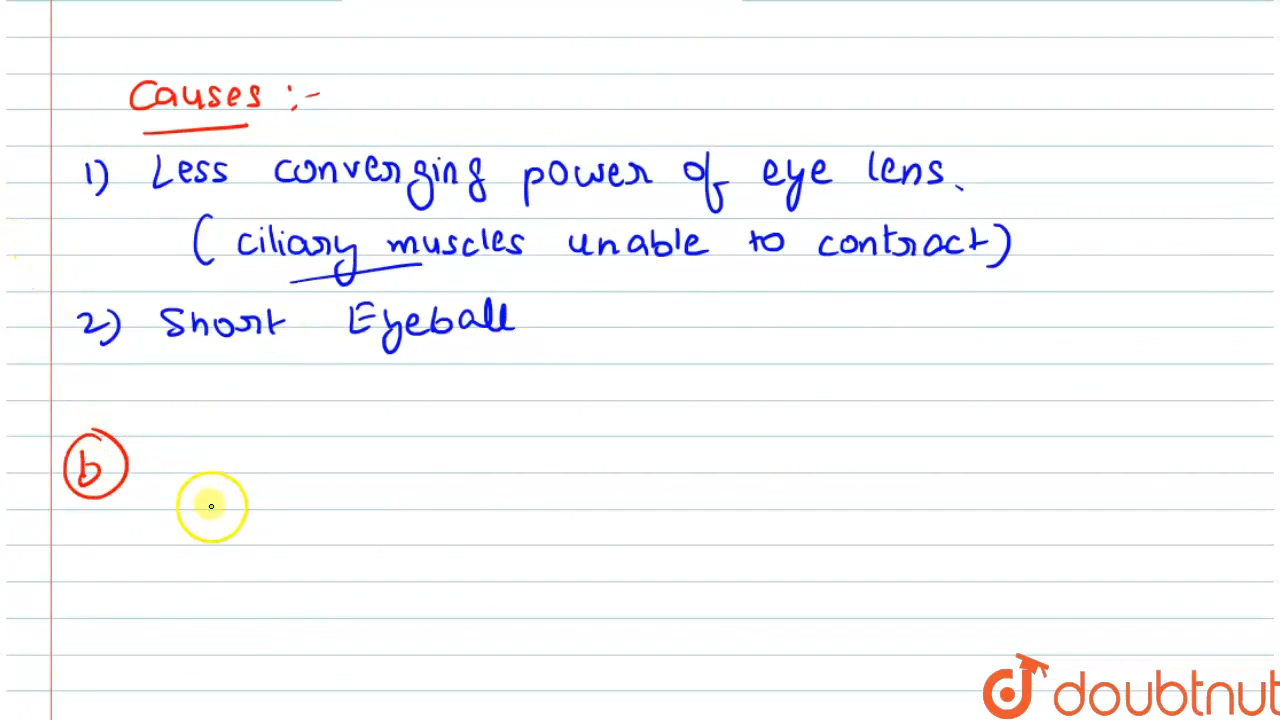 Causes :-
1) Less converging power of eye lens.
(ciliary muscles unable to contract)
2) Short Eyeball
b
doubtnut